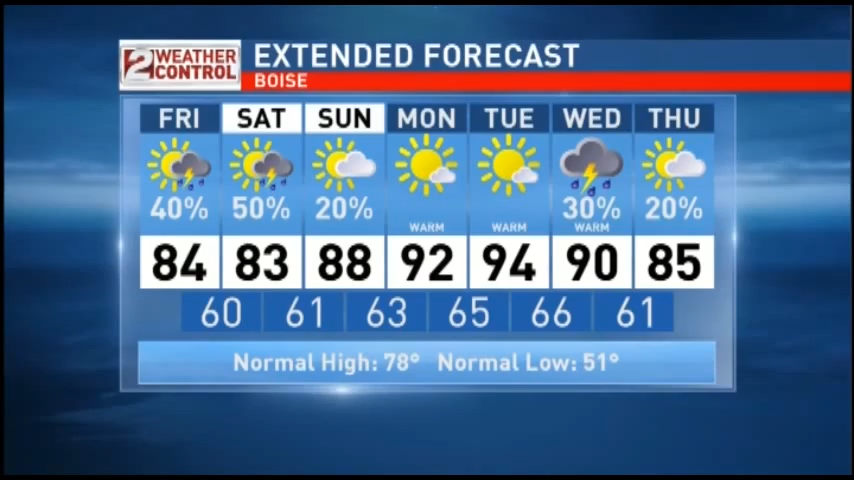 2 WEATHER CONTROL
EXTENDED FORECAST
BOISE
FRI SAT SUN MON TUE WED THU
40% 50% 20% 30% 20%
WARM WARM WARM
84 83 88 92 94 90 85
60 61 63 65 66 61
Normal High: 78° Normal Low: 51°